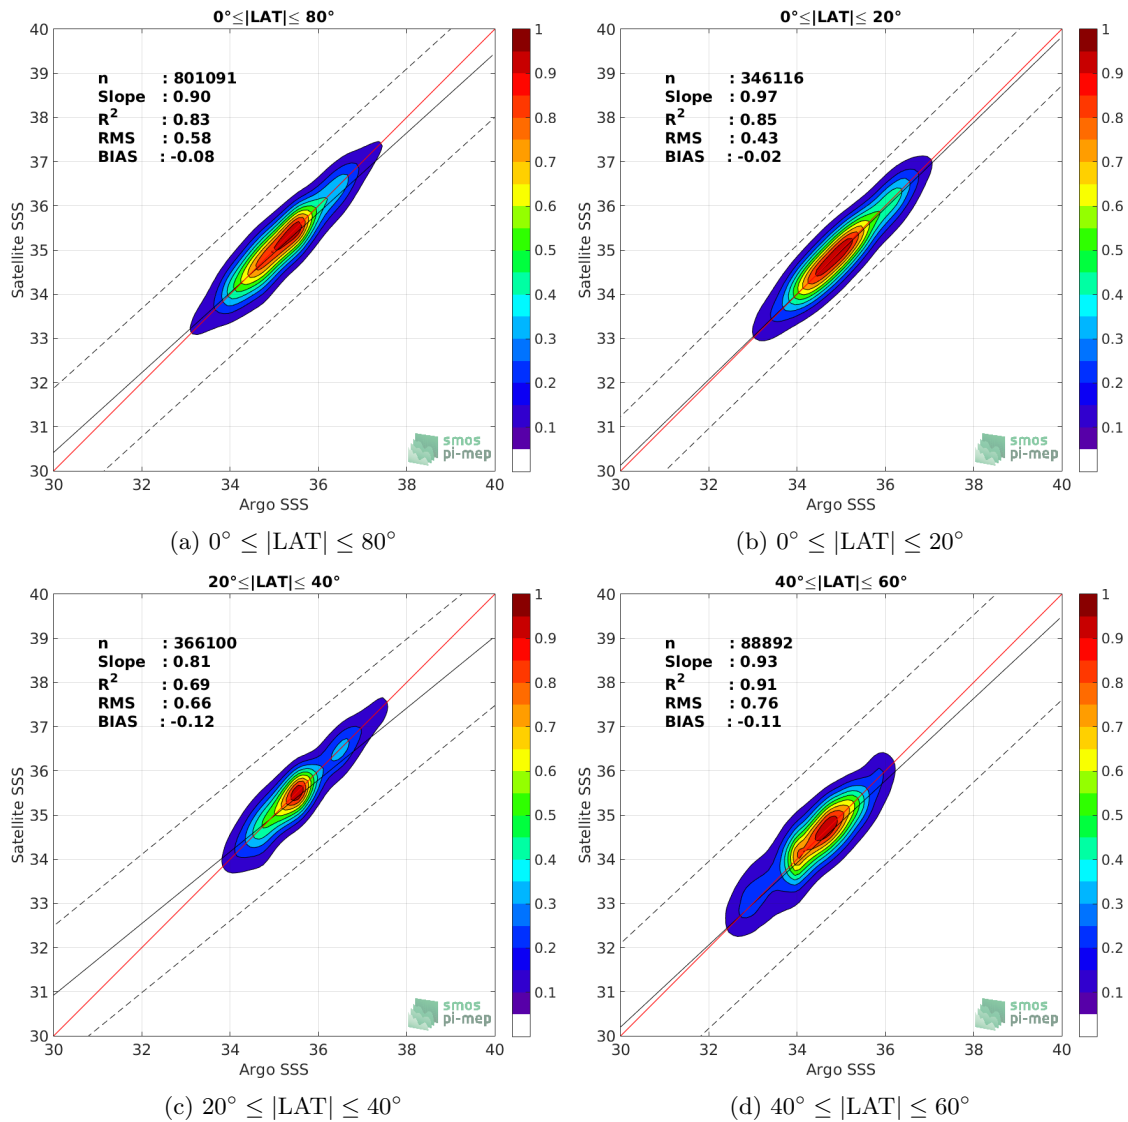 0°≤|LAT|≤ 80°
n : 801091
Slope : 0.90
R² : 0.83
RMS : 0.58
BIAS : -0.08
Satellite SSS
40
39
38
37
36
35
34
33
32
31
30
30 32 34 36 38 40
Argo SSS
1
0.9
0.8
0.7
0.6
0.5
0.4
0.3
0.2
0.1
smos
pi-mep
(a) 0° ≤ |LAT| ≤ 80°
0°≤|LAT|≤ 20°
n : 346116
Slope : 0.97
R² : 0.85
RMS : 0.43
BIAS : -0.02
Satellite SSS
40
39
38
37
36
35
34
33
32
31
30
30 32 34 36 38 40
Argo SSS
1
0.9
0.8
0.7
0.6
0.5
0.4
0.3
0.2
0.1
smos
pi-mep
(b) 0° ≤ |LAT| ≤ 20°
20°≤|LAT|≤ 40°
n : 366100
Slope : 0.81
R² : 0.69
RMS : 0.66
BIAS : -0.12
Satellite SSS
40
39
38
37
36
35
34
33
32
31
30
30 32 34 36 38 40
Argo SSS
1
0.9
0.8
0.7
0.6
0.5
0.4
0.3
0.2
0.1
smos
pi-mep
(c) 20° ≤ |LAT| ≤ 40°
40°≤|LAT|≤ 60°
n : 88892
Slope : 0.93
R² : 0.91
RMS : 0.76
BIAS : -0.11
Satellite SSS
40
39
38
37
36
35
34
33
32
31
30
30 32 34 36 38 40
Argo SSS
1
0.9
0.8
0.7
0.6
0.5
0.4
0.3
0.2
0.1
smos
pi-mep
(d) 40° ≤ |LAT| ≤ 60°